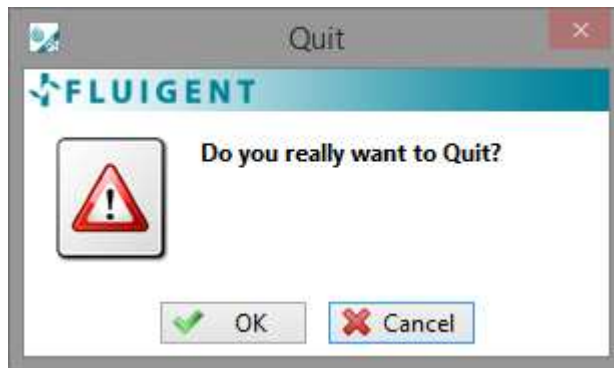 Quit
FLUIGENT
Do you really want to Quit?
OK
Cancel